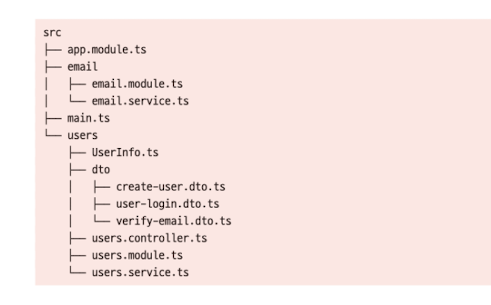 src
├── app.module.ts
├── email
│   ├── email.module.ts
│   └── email.service.ts
├── main.ts
└── users
    ├── UserInfo.ts
    ├── dto
    │   ├── create-user.dto.ts
    │   ├── user-login.dto.ts
    │   └── verify-email.dto.ts
    ├── users.controller.ts
    ├── users.module.ts
    └── users.service.ts